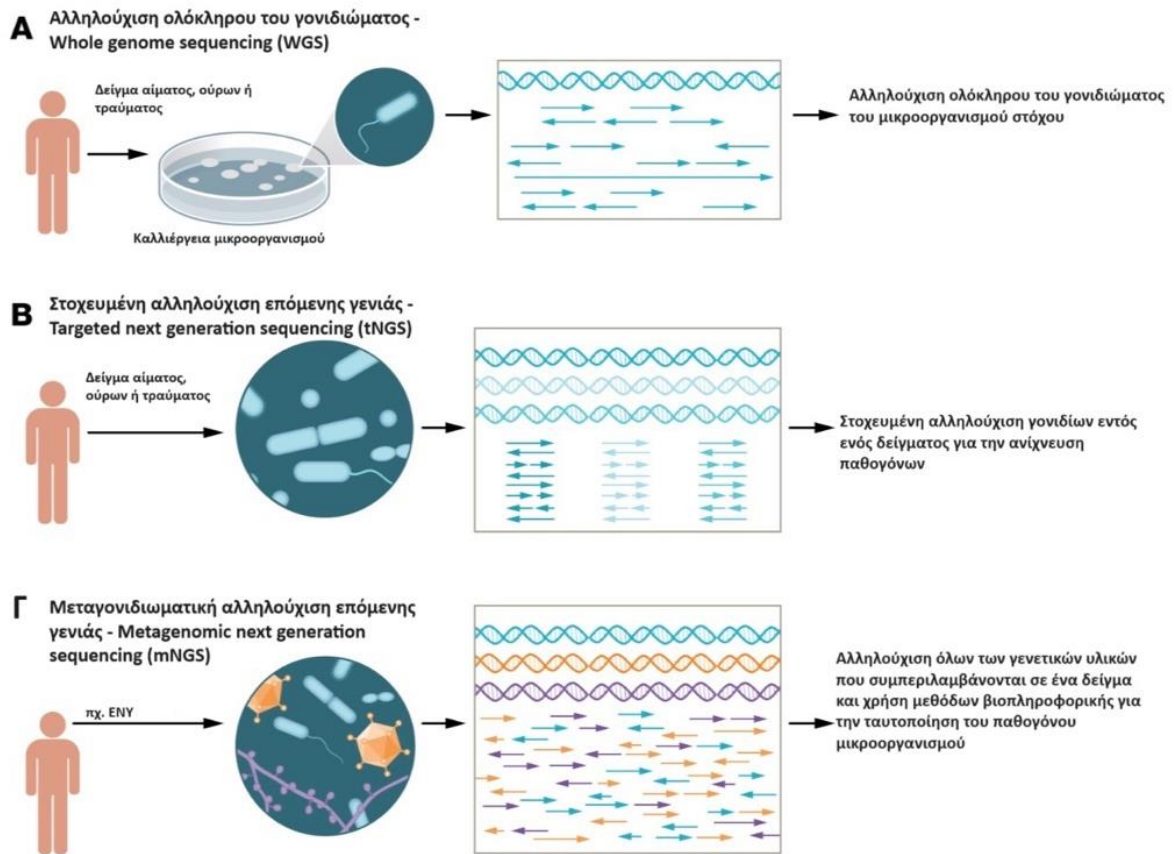 Α Αλληλούχιση ολόκληρου του γονιδιώματος -
Whole genome sequencing (WGS)
Δείγμα αίματος, ούρων ή
τραύματος
Καλλιέργεια μικροοργανισμού
Αλληλούχιση ολόκληρου του γονιδιώματος
του μικροοργανισμού στόχου
Β Στοχευμένη αλληλούχιση επόμενης γενιάς -
Targeted next generation sequencing (tNGS)
Δείγμα αίματος,
ούρων ή τραύματος
Στοχευμένη αλληλούχιση γονιδίων εντός
ενός δείγματος για την ανίχνευση
παθογόνων
Γ Μεταγονιδιωματική αλληλούχιση επόμενης
γενιάς - Metagenomic next generation
sequencing (mNGS)
πχ. ΕΝΥ
Αλληλούχιση όλων των γενετικών υλικών
που συμπεριλαμβάνονται σε ένα δείγμα
και χρήση μεθόδων βιοπληροφορικής για
την ταυτοποίηση του παθογόνου
μικροοργανισμού